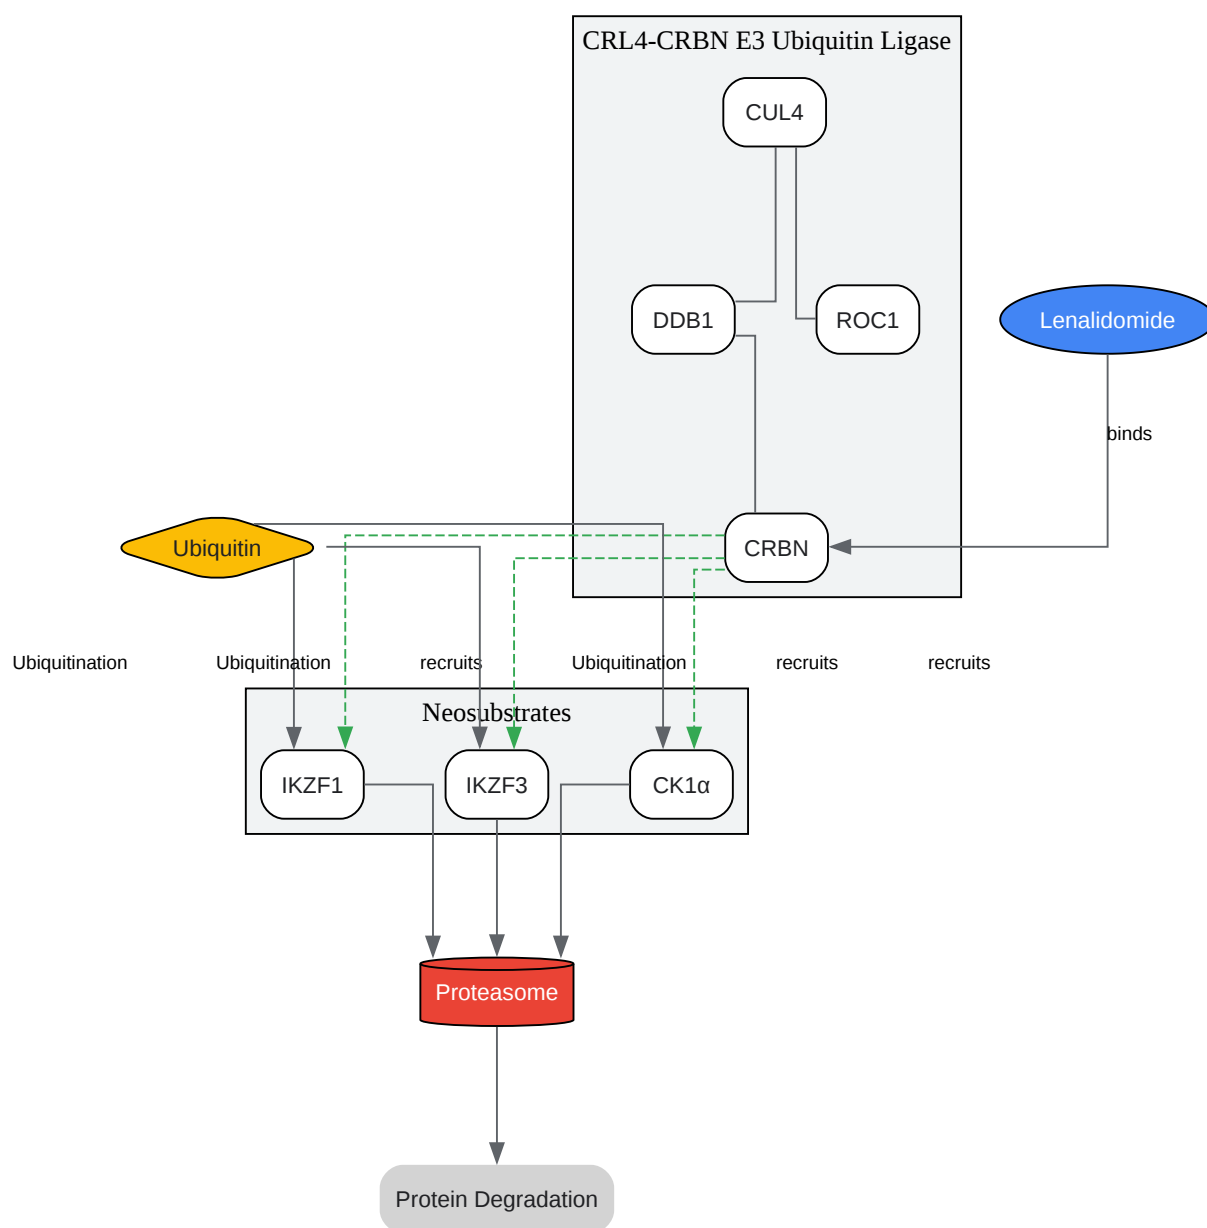 CRL4-CRBN E3 Ubiquitin Ligase
CUL4
DDB1
ROC1
Lenalidomide
binds
Ubiquitin
CRBN
Ubiquitination
Ubiquitination
recruits
Ubiquitination
recruits
recruits
Neosubstrates
IKZF1
IKZF3
CK1α
Proteasome
Protein Degradation